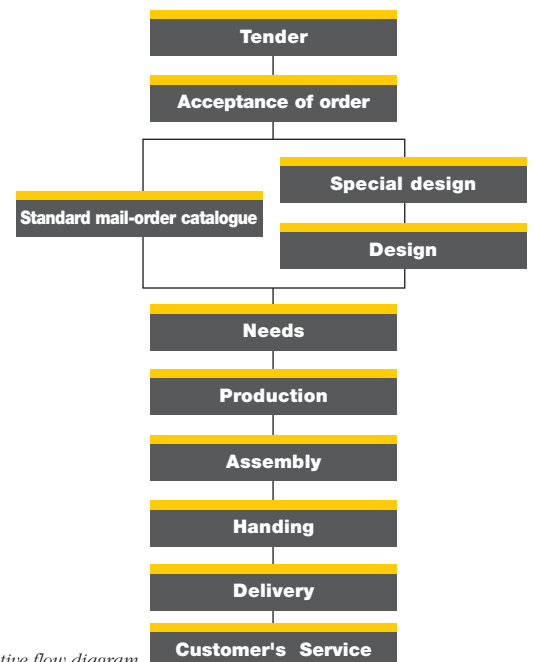 Tender
Acceptance of order
Special design
Standard mail-order catalogue
Design
Needs
Production
Assembly
Handing
Delivery
Customer's Service
tive flow diagram